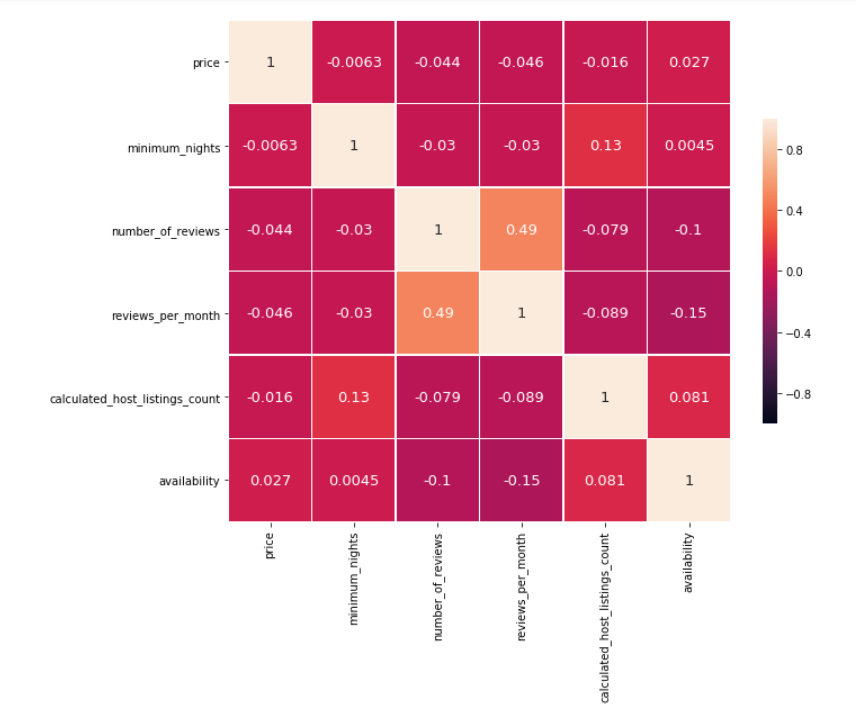 price 1 -0.0063 -0.044 -0.046 -0.016 0.027
minimum_nights -0.0063 1 -0.03 -0.03 0.13 0.0045
number_of_reviews -0.044 -0.03 1 0.49 -0.079 -0.1
reviews_per_month -0.046 -0.03 0.49 1 -0.089 -0.15
calculated_host_listings_count -0.016 0.13 -0.079 -0.089 1 0.081
availability 0.027 0.0045 -0.1 -0.15 0.081 1
price
minimum_nights
number_of_reviews
reviews_per_month
calculated_host_listings_count
availability
0.8
0.4
0.0
−0.4
−0.8